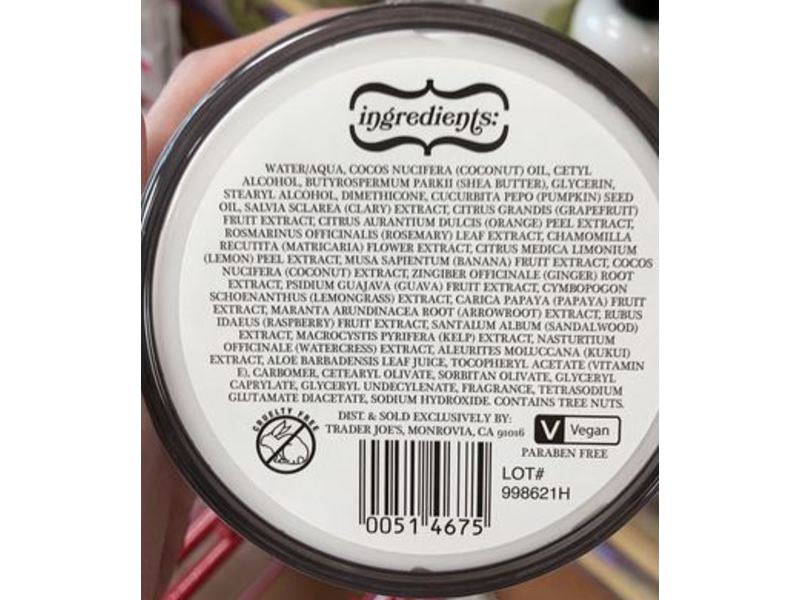 ingredients:
WATER/AQUA, COCOS NUCIFERA (COCONUT) OIL, CETYL
ALCOHOL, BUTYROSPERMUM PARKII (SHEA BUTTER), GLYCERIN,
STEARYL ALCOHOL, DIMETHICONE, CUCURBITA PEPO (PUMPKIN) SEED
OIL, SALVIA SCLAREA (CLARY) EXTRACT, CITRUS GRANDIS (GRAPEFRUIT)
FRUIT EXTRACT, CITRUS AURANTIUM DULCIS (ORANGE) PEEL EXTRACT,
ROSMARINUS OFFICINALIS (ROSEMARY) LEAF EXTRACT, CHAMOMILLA
RECUTITA (MATRICARIA) FLOWER EXTRACT, CITRUS MEDICA LIMONIUM
(LEMON) PEEL EXTRACT, MUSA SAPIENTUM (BANANA) FRUIT EXTRACT, COCOS
NUCIFERA (COCONUT) EXTRACT, ZINGIBER OFFICINALE (GINGER) ROOT
EXTRACT, PSIDIUM GUAJAVA (GUAVA) FRUIT EXTRACT, CYMBOPOGON
SCHOENANTHUS (LEMONGRASS) EXTRACT, CARICA PAPAYA (PAPAYA) FRUIT
EXTRACT, MARANTA ARUNDINACEA ROOT (ARROWROOT) EXTRACT, RUBUS
IDAEUS (RASPBERRY) FRUIT EXTRACT, SANTALUM ALBUM (SANDALWOOD)
EXTRACT, MACROCYSTIS PYRIFERA (KELP) EXTRACT, NASTURTIUM
OFFICINALE (WATERCRESS) EXTRACT, ALEURITES MOLUCCANA (KUKUI)
EXTRACT, ALOE BARBADENSIS LEAF JUICE, TOCOPHERYL ACETATE (VITAMIN
E), CARBOMER, CETEARYL OLIVATE, SORBITAN OLIVATE, GLYCERYL
CAPRYLATE, GLYCERYL UNDECYLENATE, FRAGRANCE, TETRASODIUM
GLUTAMATE DIACETATE, SODIUM HYDROXIDE. CONTAINS TREE NUTS.
CRUELTY FREE
DIST. & SOLD EXCLUSIVELY BY:
TRADER JOE'S, MONROVIA, CA 91016
V Vegan
PARABEN FREE
LOT#
998621H
0051 4675